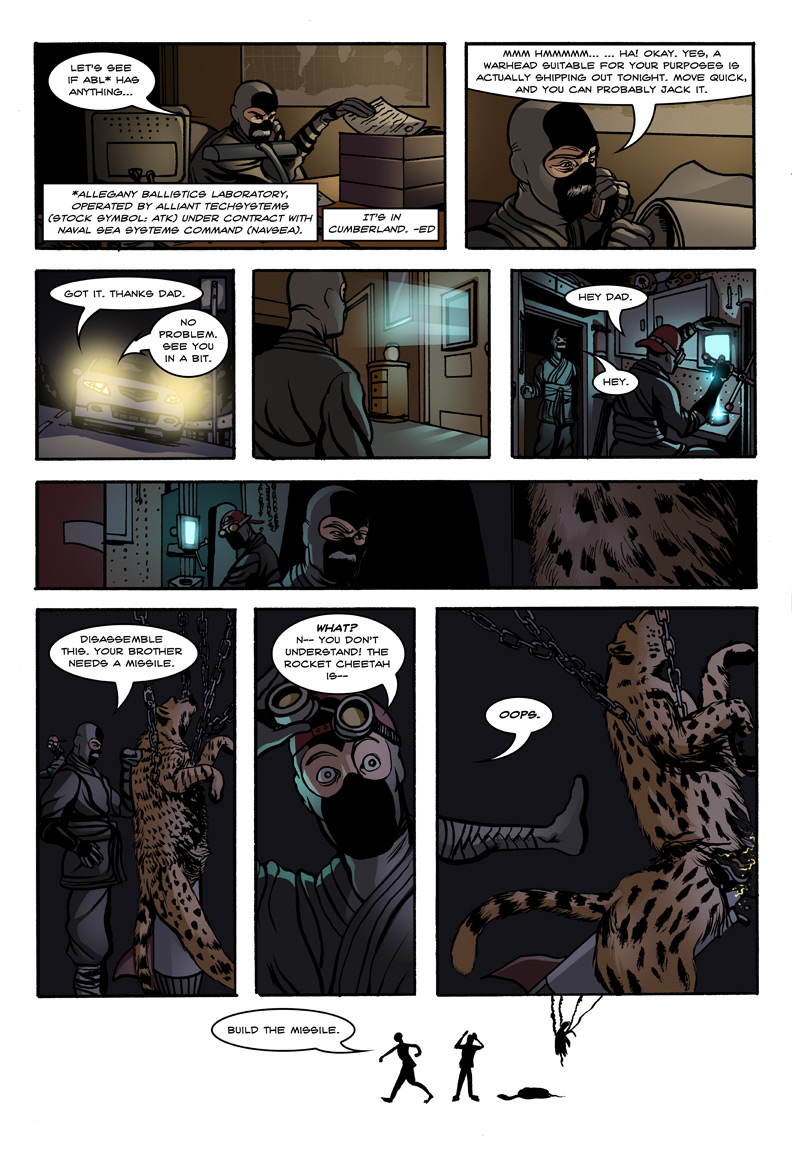 LET'S SEE
IF ABL* HAS
ANYTHING...
*ALLEGANY BALLISTICS LABORATORY,
OPERATED BY ALLIANT TECHSYSTEMS
(STOCK SYMBOL: ATK) UNDER CONTRACT WITH
NAVAL SEA SYSTEMS COMMAND (NAVSEA).
IT'S IN
CUMBERLAND. -ED
MMM HMMMMM... ... HA! OKAY. YES, A
WARHEAD SUITABLE FOR YOUR PURPOSES IS
ACTUALLY SHIPPING OUT TONIGHT. MOVE QUICK,
AND YOU CAN PROBABLY JACK IT.
GOT IT. THANKS DAD.
NO
PROBLEM.
SEE YOU
IN A BIT.
HEY DAD.
HEY.
DISASSEMBLE
THIS. YOUR BROTHER
NEEDS A MISSILE.
WHAT?
N-- YOU DON'T
UNDERSTAND! THE
ROCKET CHEETAH
IS--
OOPS.
BUILD THE MISSILE.